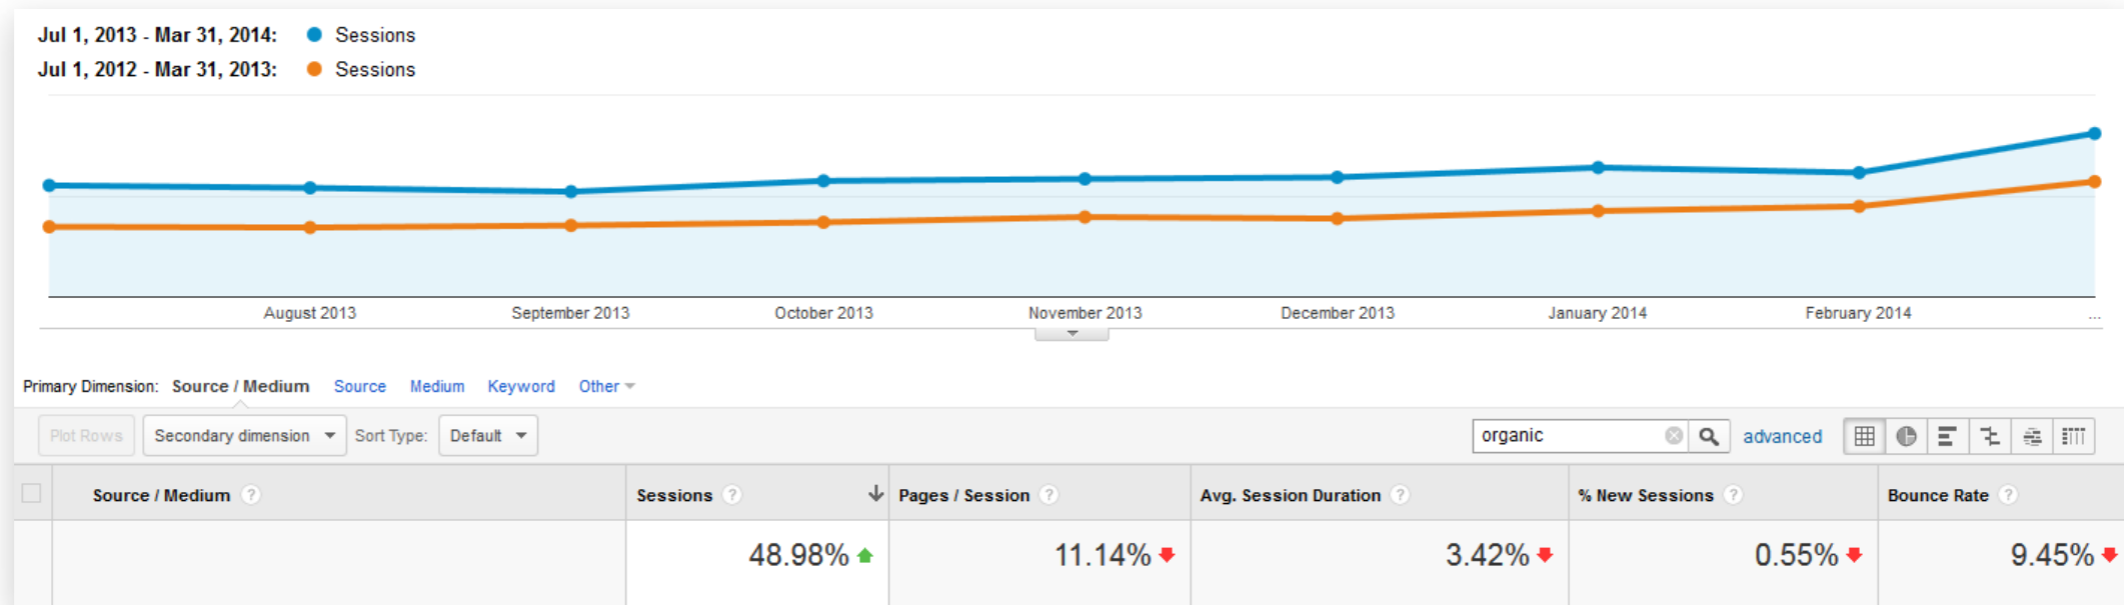 Jul 1, 2013 - Mar 31, 2014: Sessions
Jul 1, 2012 - Mar 31, 2013: Sessions
August 2013 September 2013 October 2013 November 2013 December 2013 January 2014 February 2014 ...
Primary Dimension: Source / Medium Source Medium Keyword Other
Plot Rows Secondary dimension Sort Type: Default organic advanced
Source / Medium ? Sessions ? Pages / Session ? Avg. Session Duration ? % New Sessions ? Bounce Rate ?
48.98% 11.14% 3.42% 0.55% 9.45%